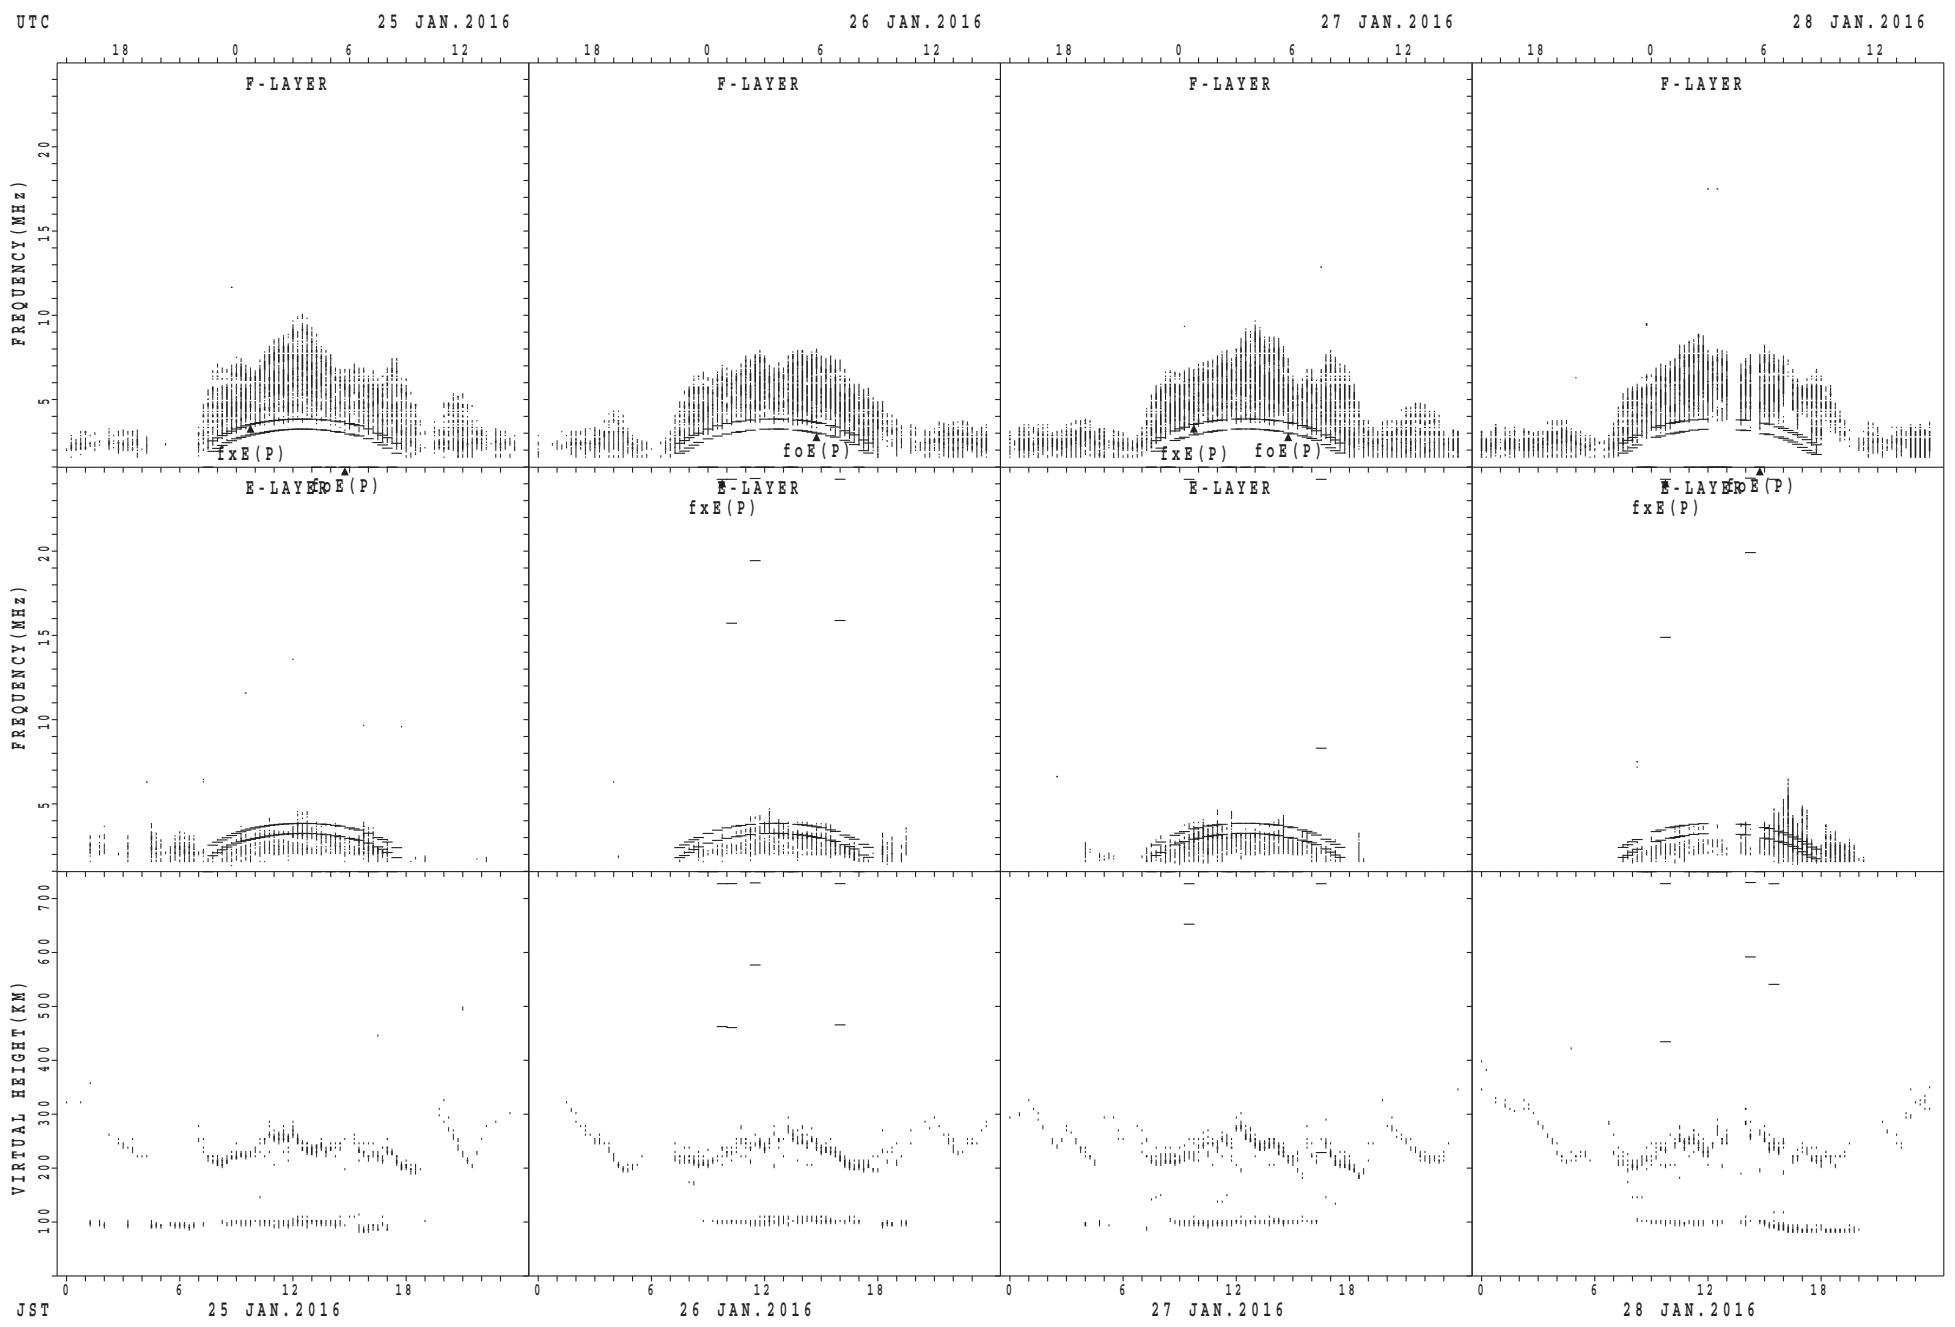 UTC 25 JAN.2016 26 JAN.2016 27 JAN.2016 28 JAN.2016
18 0 6 12 18 0 6 12 18 0 6 12 18 0 6 12
F-LAYER F-LAYER F-LAYER F-LAYER
FREQUENCY(MHz)
20
15
10
5
fxE(P) foE(P) fxE(P) foE(P)
E-LAYER foE(P) E-LAYER E-LAYER E-LAYER foE(P)
fxE(P) fxE(P)
FREQUENCY(MHz)
20
15
10
5
VIRTUAL HEIGHT(KM)
700
600
500
400
300
200
100
0 6 12 18 0 6 12 18 0 6 12 18 0 6 12 18
JST 25 JAN.2016 26 JAN.2016 27 JAN.2016 28 JAN.2016